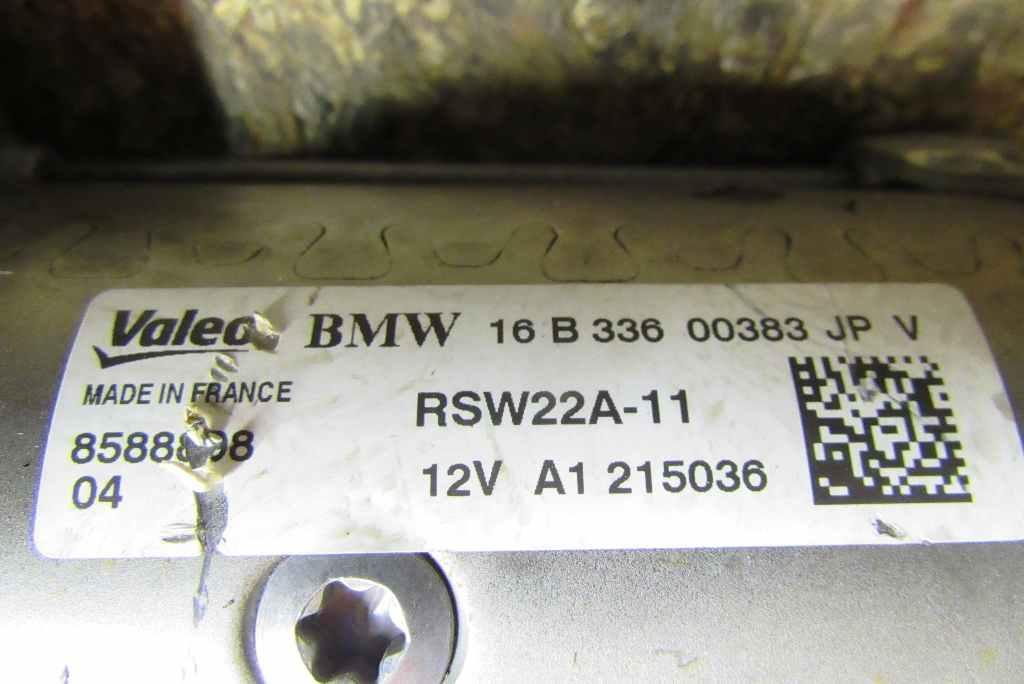 Valeo BMW 16 B 336 00383 JP V
MADE IN FRANCE
RSW22A-11
04
12V A1 215036